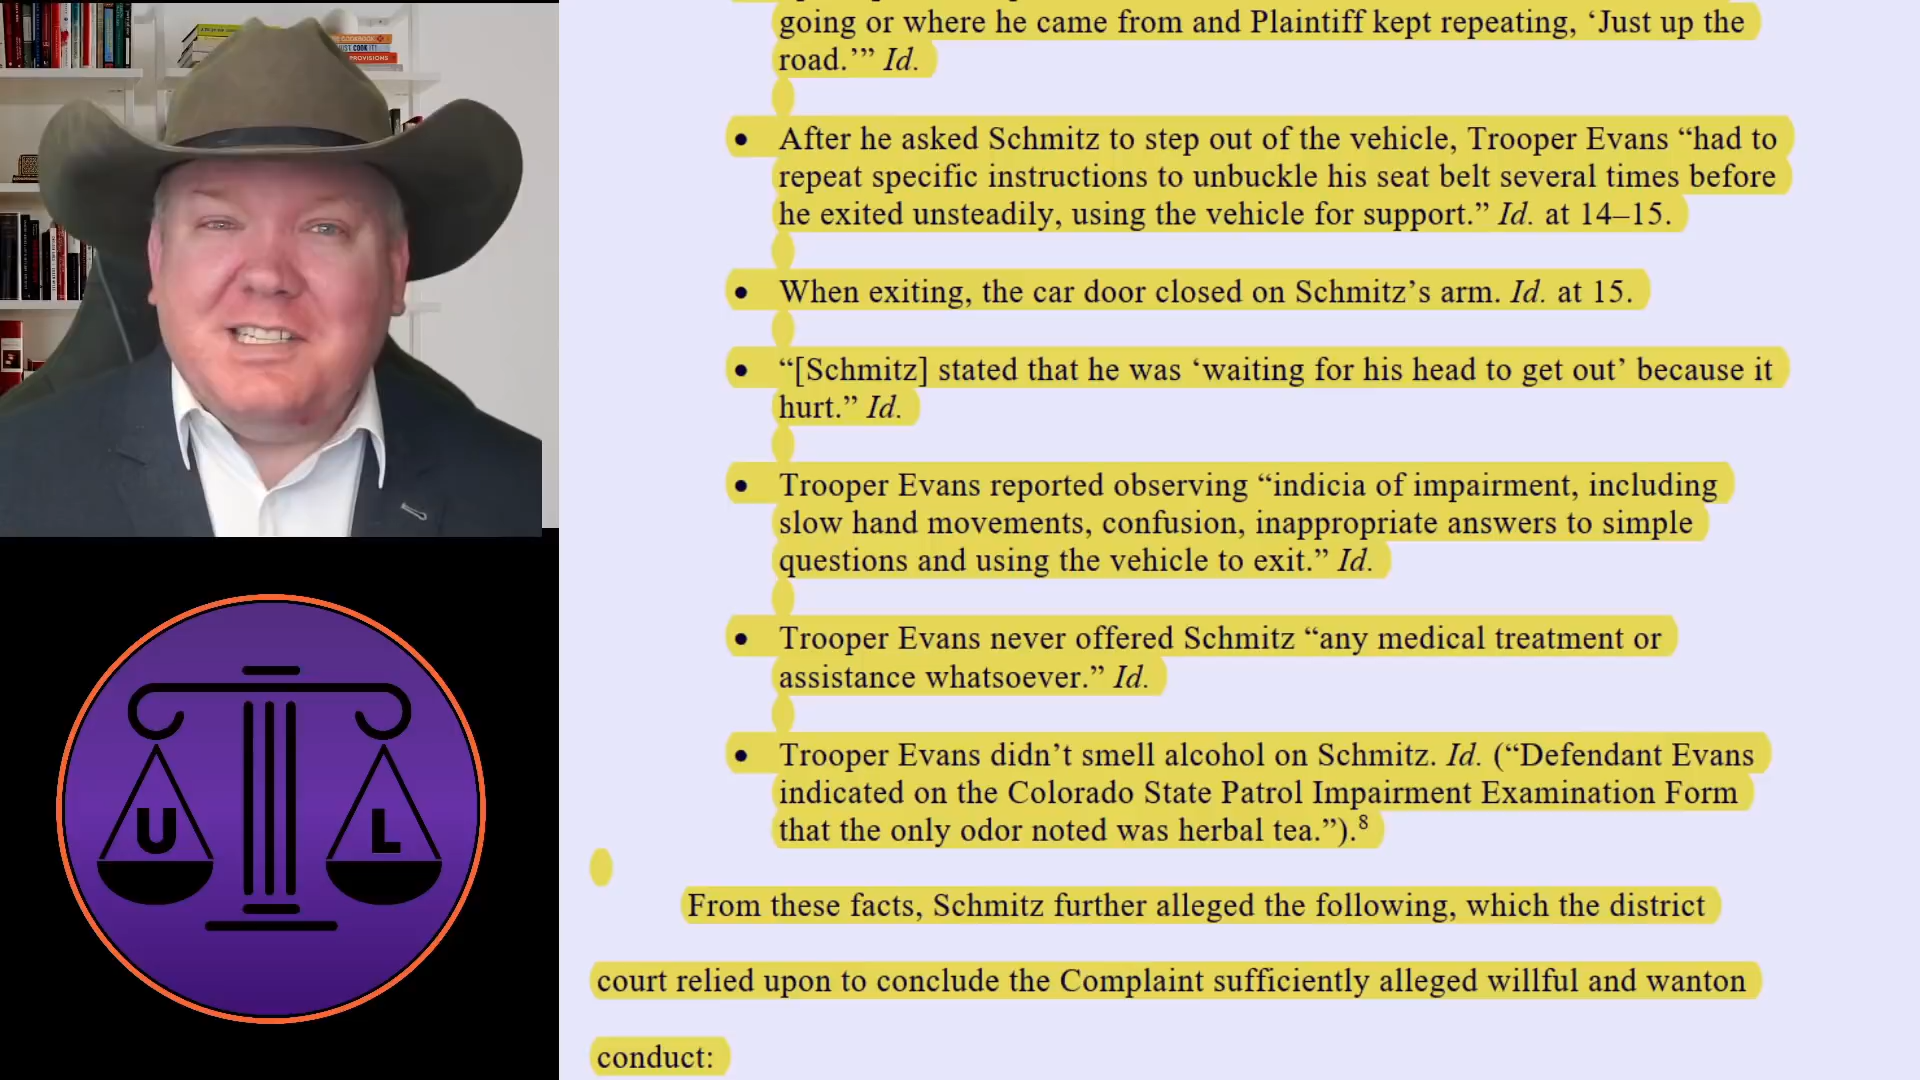 COOKBOOK
JUST COOK IT!
PROVISIONS
U L
going or where he came from and Plaintiff kept repeating, ‘Just up the
road.’” Id.
• After he asked Schmitz to step out of the vehicle, Trooper Evans “had to
repeat specific instructions to unbuckle his seat belt several times before
he exited unsteadily, using the vehicle for support.” Id. at 14–15.
• When exiting, the car door closed on Schmitz’s arm. Id. at 15.
• “[Schmitz] stated that he was ‘waiting for his head to get out’ because it
hurt.” Id.
• Trooper Evans reported observing “indicia of impairment, including
slow hand movements, confusion, inappropriate answers to simple
questions and using the vehicle to exit.” Id.
• Trooper Evans never offered Schmitz “any medical treatment or
assistance whatsoever.” Id.
• Trooper Evans didn’t smell alcohol on Schmitz. Id. (“Defendant Evans
indicated on the Colorado State Patrol Impairment Examination Form
that the only odor noted was herbal tea.”).⁸
From these facts, Schmitz further alleged the following, which the district
court relied upon to conclude the Complaint sufficiently alleged willful and wanton
conduct: